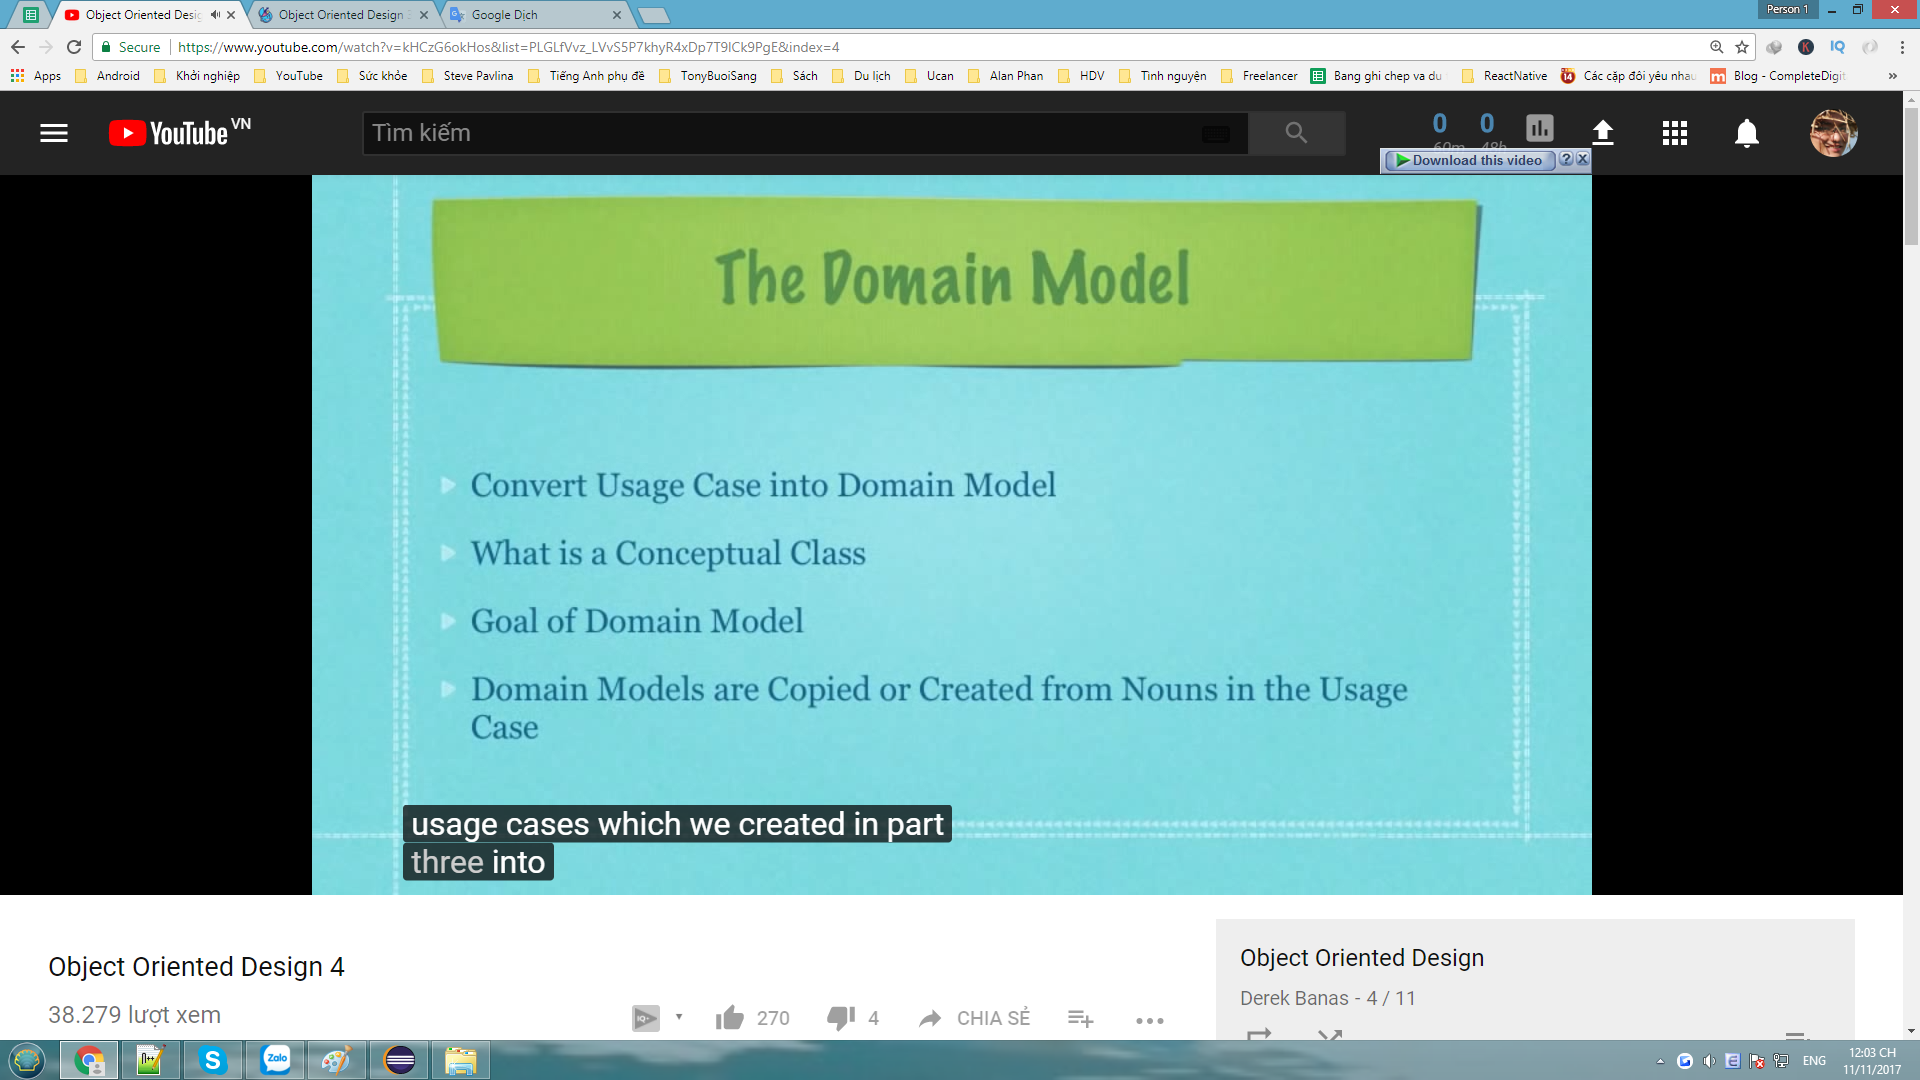 Object Oriented Desig
Object Oriented Design
Google Dịch
Person 1
Secure
https://www.youtube.com/watch?v=kHCzG6okHos&list=PLGLfVvz_LVvS5P7khyR4xDp7T9lCk9PgE&index=4
Apps
Android
Khởi nghiệp
YouTube
Sức khỏe
Steve Pavlina
Tiếng Anh phụ đề
TonyBuoiSang
Sách
Du lịch
Ucan
Alan Phan
HDV
Tình nguyện
Freelancer
Bang ghi chep va du
ReactNative
Các cặp đôi yêu nhau
Blog - CompleteDigit
YouTube VN
Tìm kiếm
0 0
60m 48h
Download this video
The Domain Model
Convert Usage Case into Domain Model
What is a Conceptual Class
Goal of Domain Model
Domain Models are Copied or Created from Nouns in the Usage
Case
usage cases which we created in part
three into
Object Oriented Design 4
38.279 lượt xem
270
4
CHIA SẺ
Object Oriented Design
Derek Banas - 4 / 11
Zalo
ENG
12:03 CH
11/11/2017